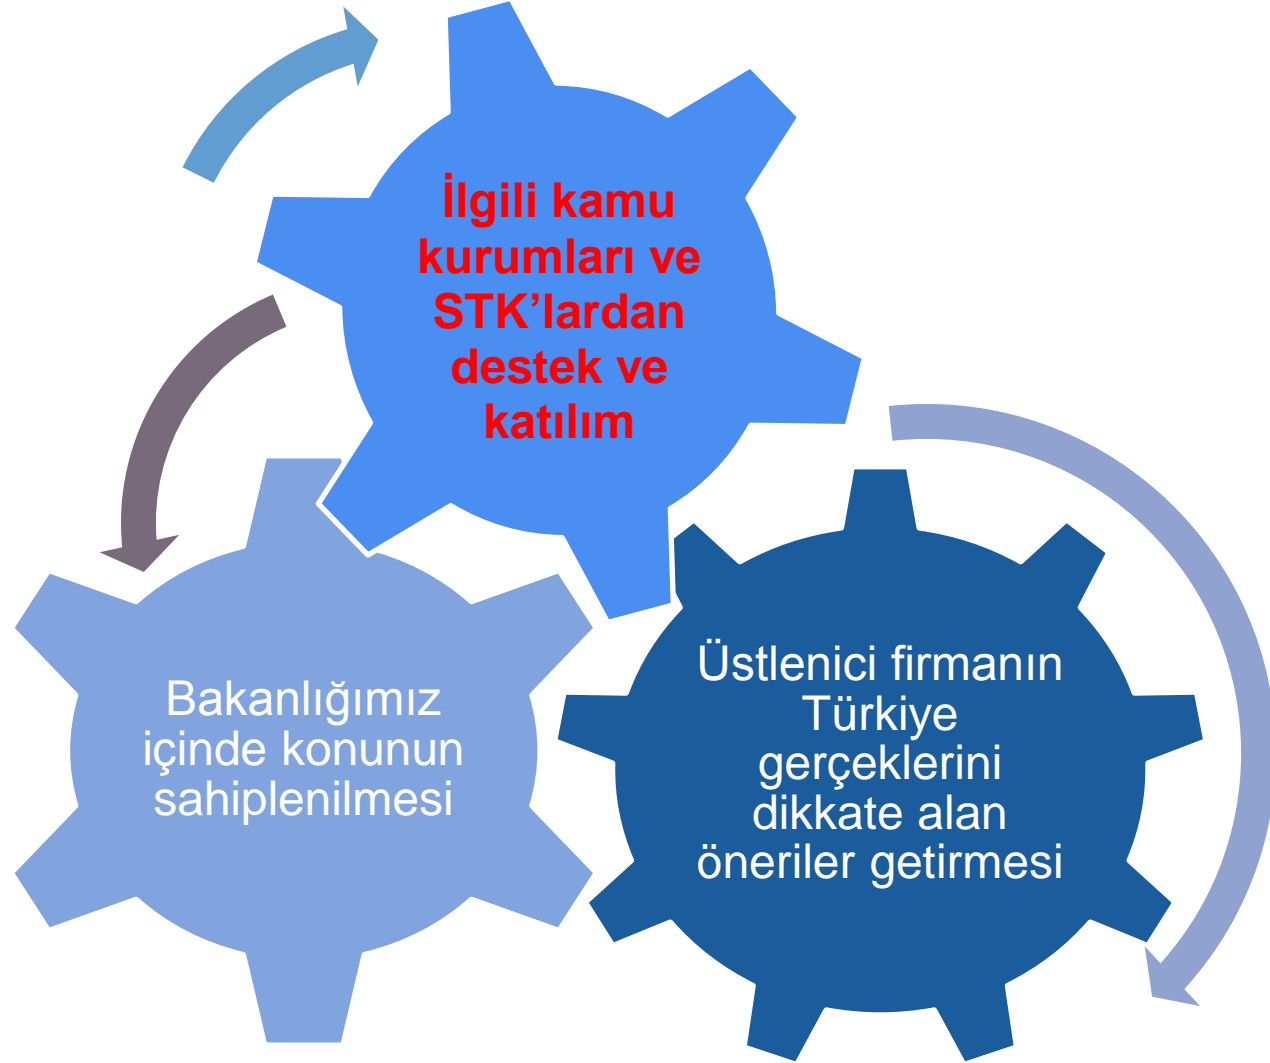 İlgili kamu
kurumları ve
STK’lardan
destek ve
katılım
Bakanlığımız
içinde konunun
sahiplenilmesi
Üstlenici firmanın
Türkiye
gerçeklerini
dikkate alan
öneriler getirmesi